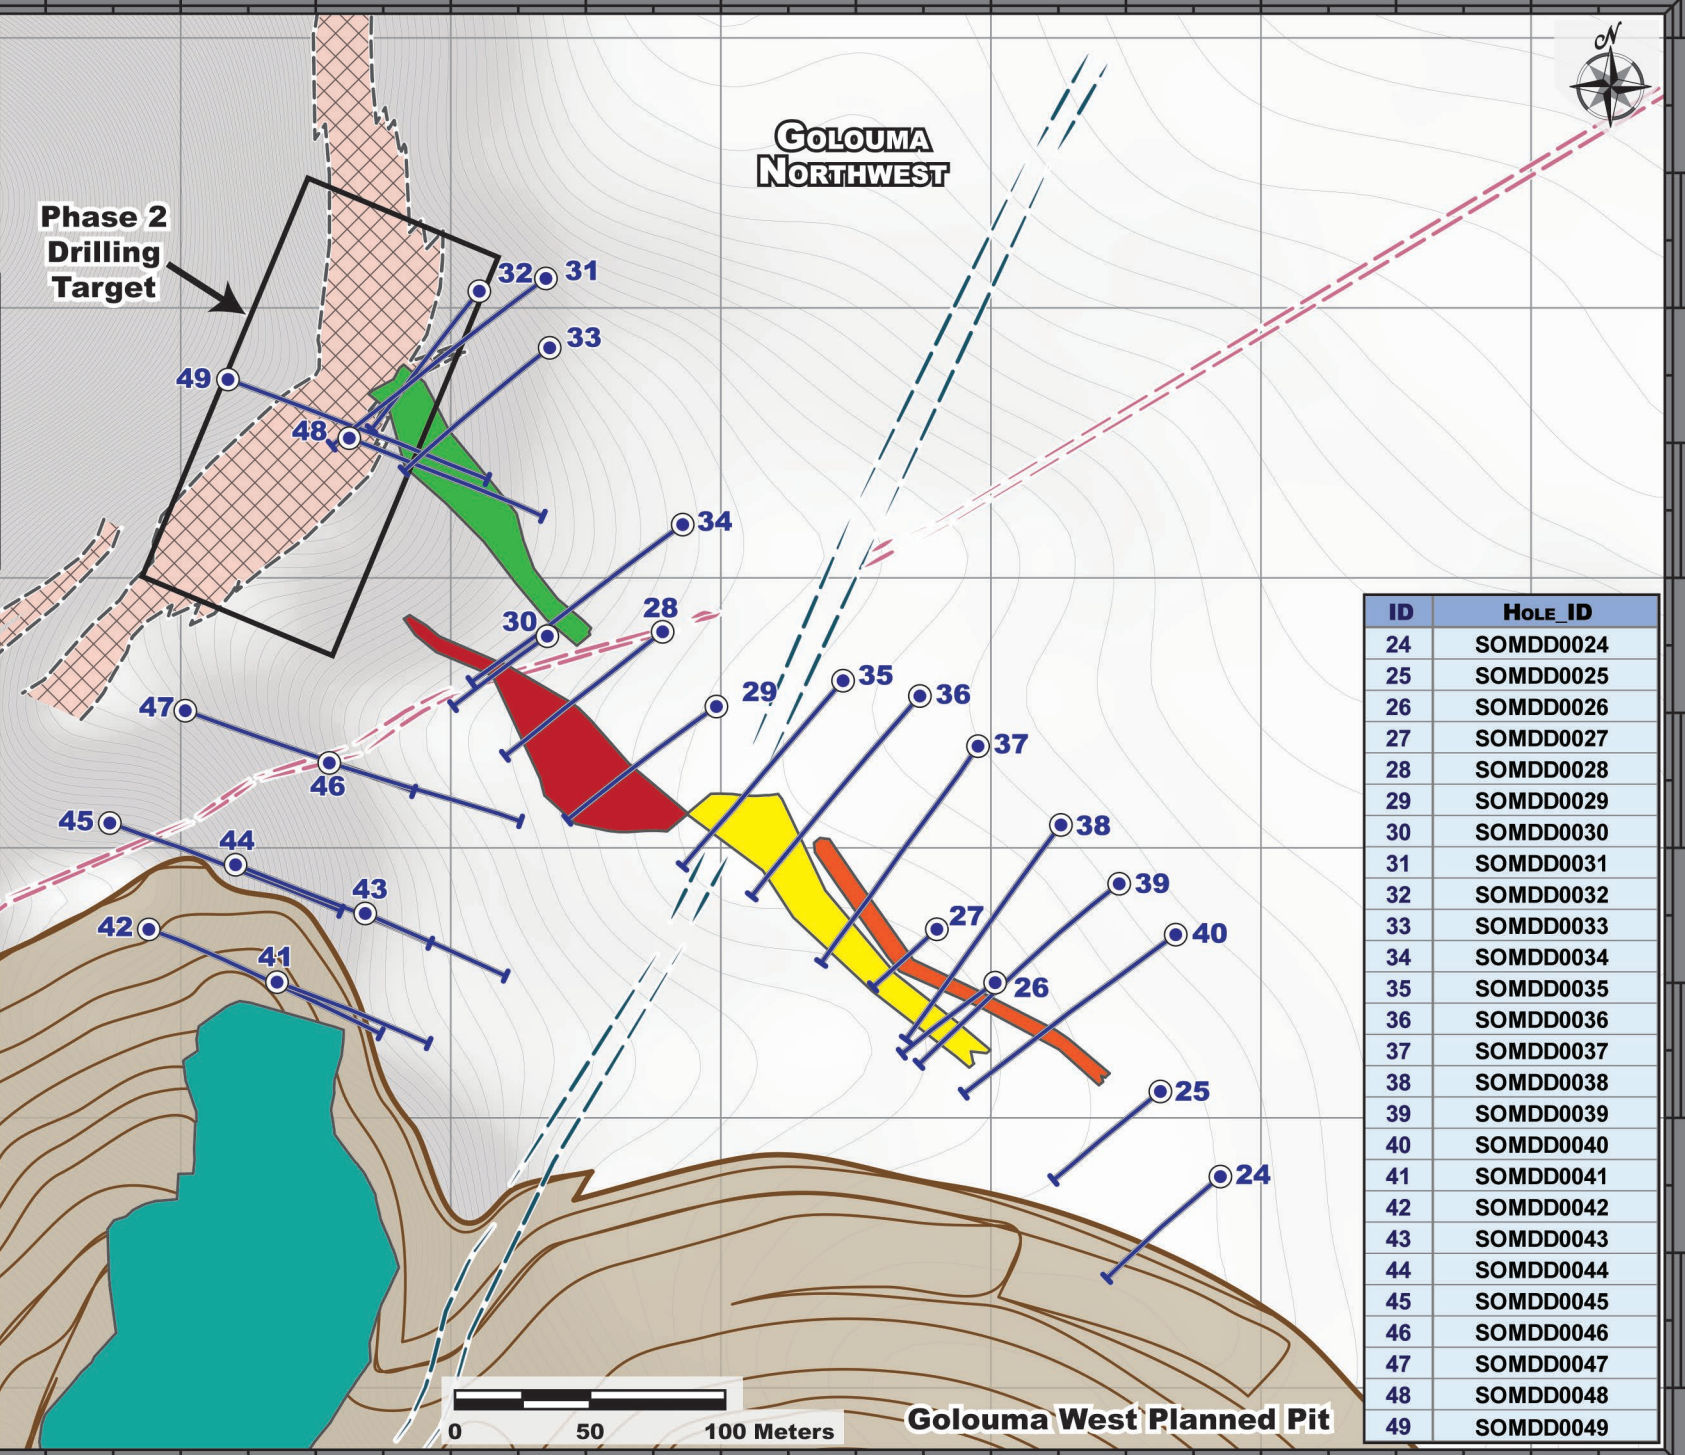 N
GOLOUMA
NORTHWEST
Phase 2
Drilling
Target
32
31
33
49
48
34
30
28
47
29
35
36
46
37
45
44
38
43
39
42
27
40
41
26
25
24
ID HOLE_ID
24 SOMDD0024
25 SOMDD0025
26 SOMDD0026
27 SOMDD0027
28 SOMDD0028
29 SOMDD0029
30 SOMDD0030
31 SOMDD0031
32 SOMDD0032
33 SOMDD0033
34 SOMDD0034
35 SOMDD0035
36 SOMDD0036
37 SOMDD0037
38 SOMDD0038
39 SOMDD0039
40 SOMDD0040
41 SOMDD0041
42 SOMDD0042
43 SOMDD0043
44 SOMDD0044
45 SOMDD0045
46 SOMDD0046
47 SOMDD0047
48 SOMDD0048
49 SOMDD0049
0 50 100 Meters
Golouma West Planned Pit